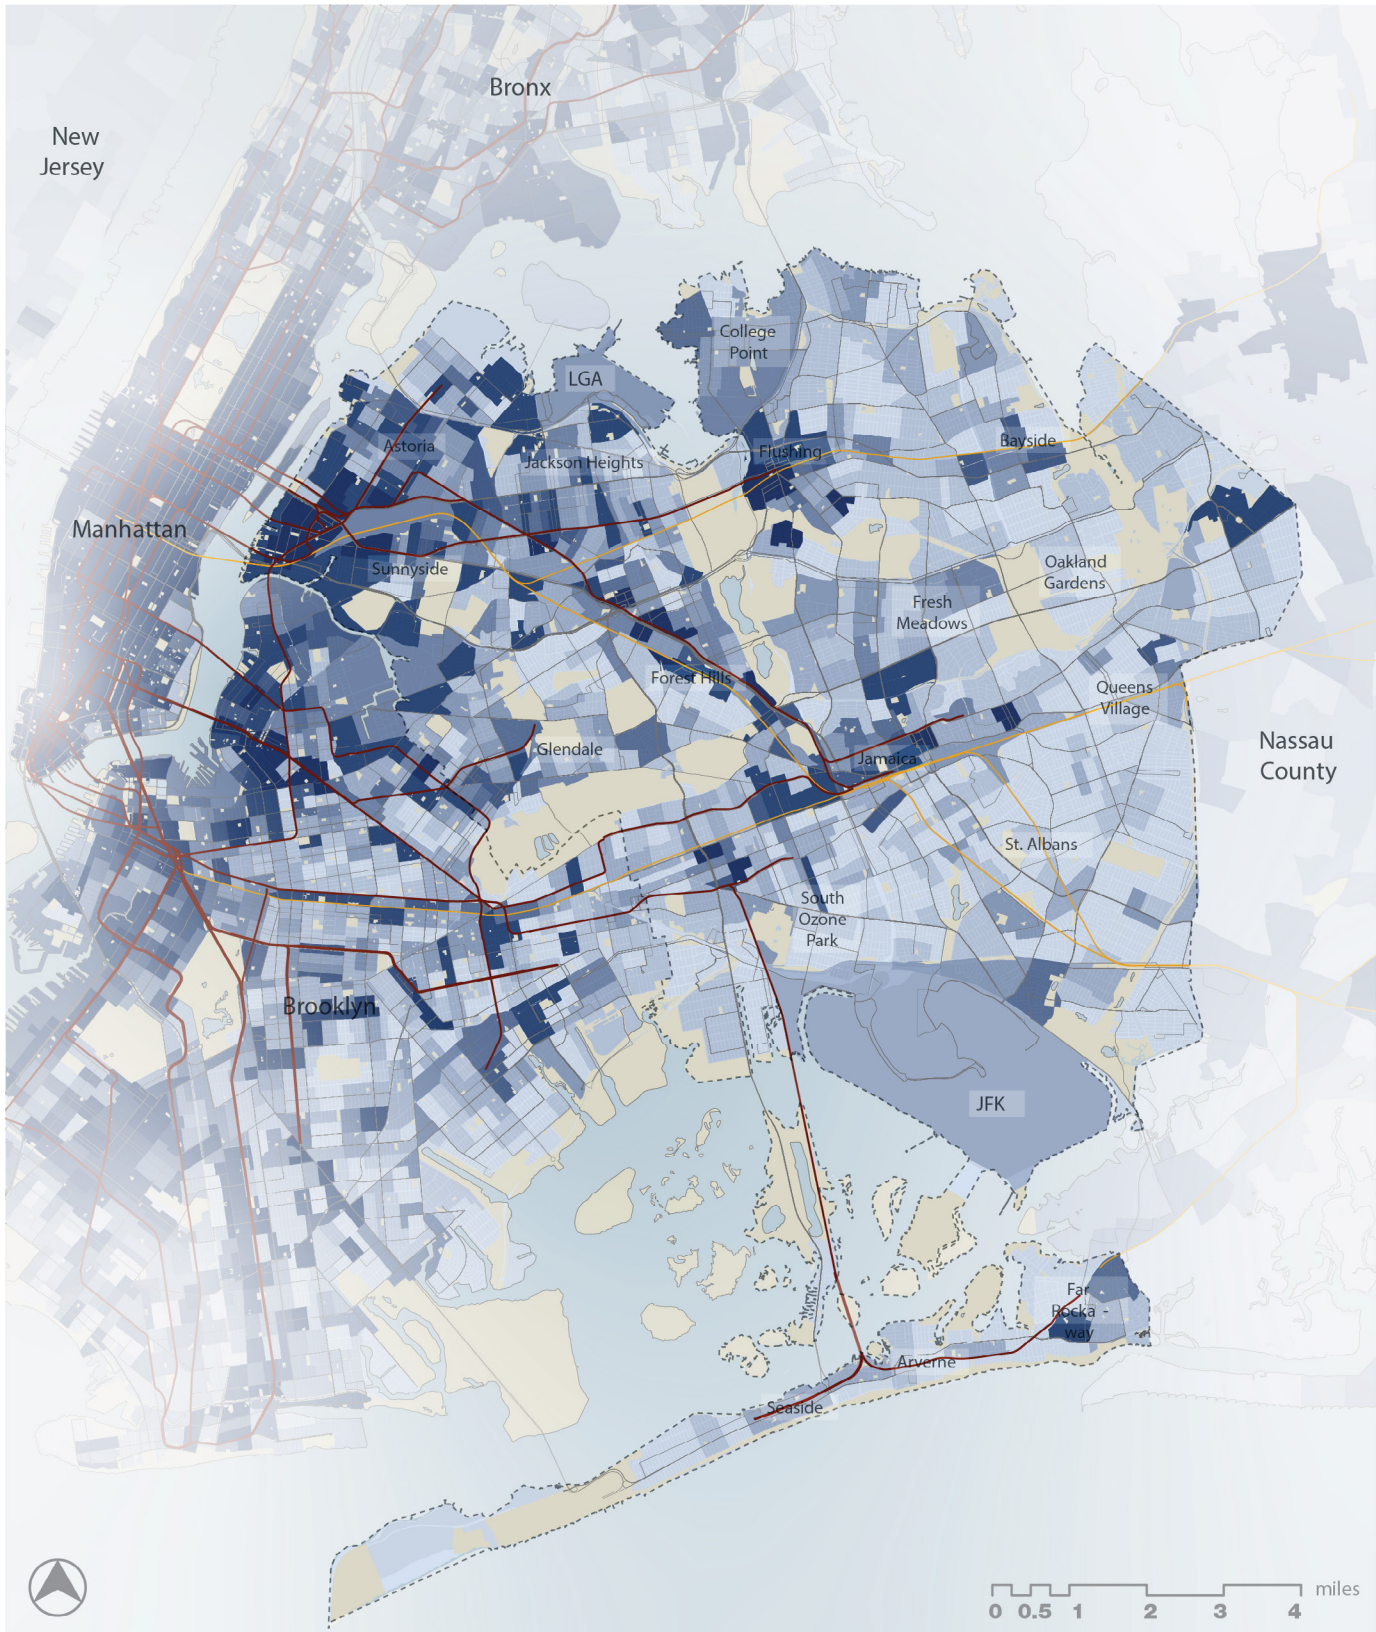 Bronx
New
Jersey
College
Point
LGA
Astoria
Flushing
Bayside
Jackson Heights
Manhattan
Sunnyside
Oakland
Gardens
Fresh
Meadows
Forest Hills
Queens
Village
Glendale
Jamaica
Nassau
County
St. Albans
South
Ozone
Park
Brooklyn
JFK
Far
Rocka -
way
Arverne
Seaside
miles
0 0.5 1 2 3 4